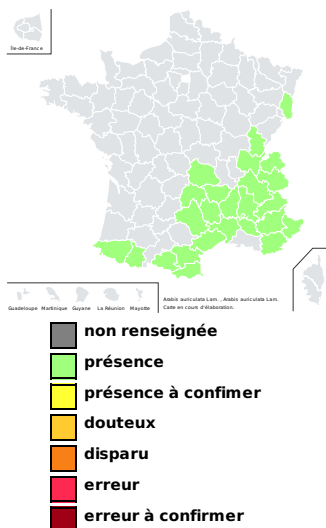 Île-de-France
Guadeloupe Martinique Guyane La Réunion Mayotte
Arabis auriculata Lam. , Arabis auriculata Lam.
Carte en cours d'élaboration.
non renseignée
présence
présence à confimer
douteux
disparu
erreur
erreur à confirmer